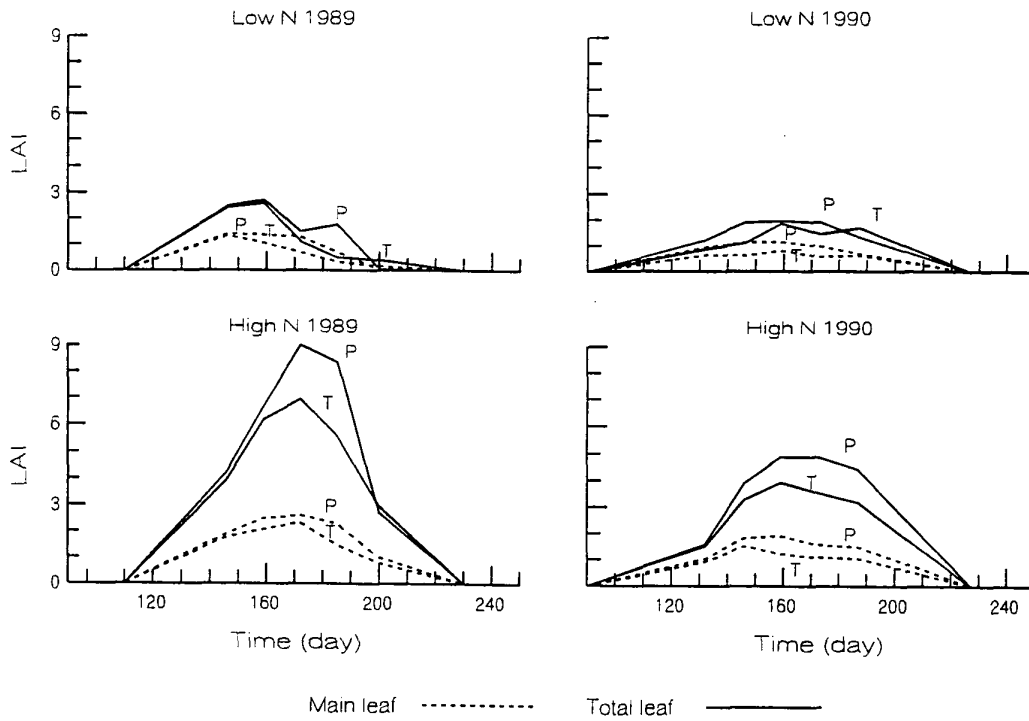 Low N 1989
Low N 1990
9
6
3
0
LAI
P
T
P
T
P
T
P
T
High N 1989
High N 1990
9
6
3
0
LAI
P
T
P
T
P
T
P
T
120 160 200 240
120 160 200 240
Time (day)
Time (day)
Main leaf
Total leaf